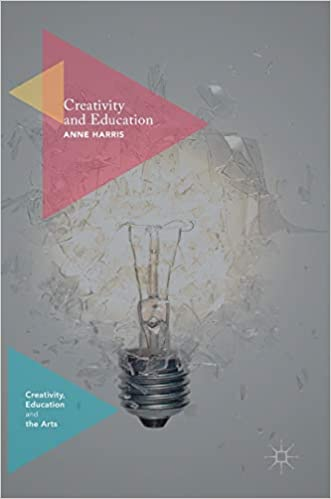 Creativity
and Education
ANNE HARRIS
Creativity,
Education
and
the Arts